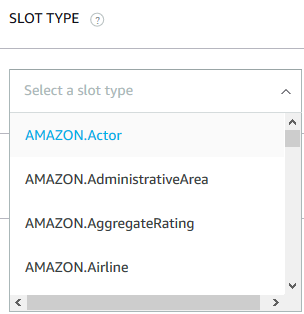 SLOT TYPE ?
Select a slot type
AMAZON.Actor
AMAZON.AdministrativeArea
AMAZON.AggregateRating
AMAZON.Airline